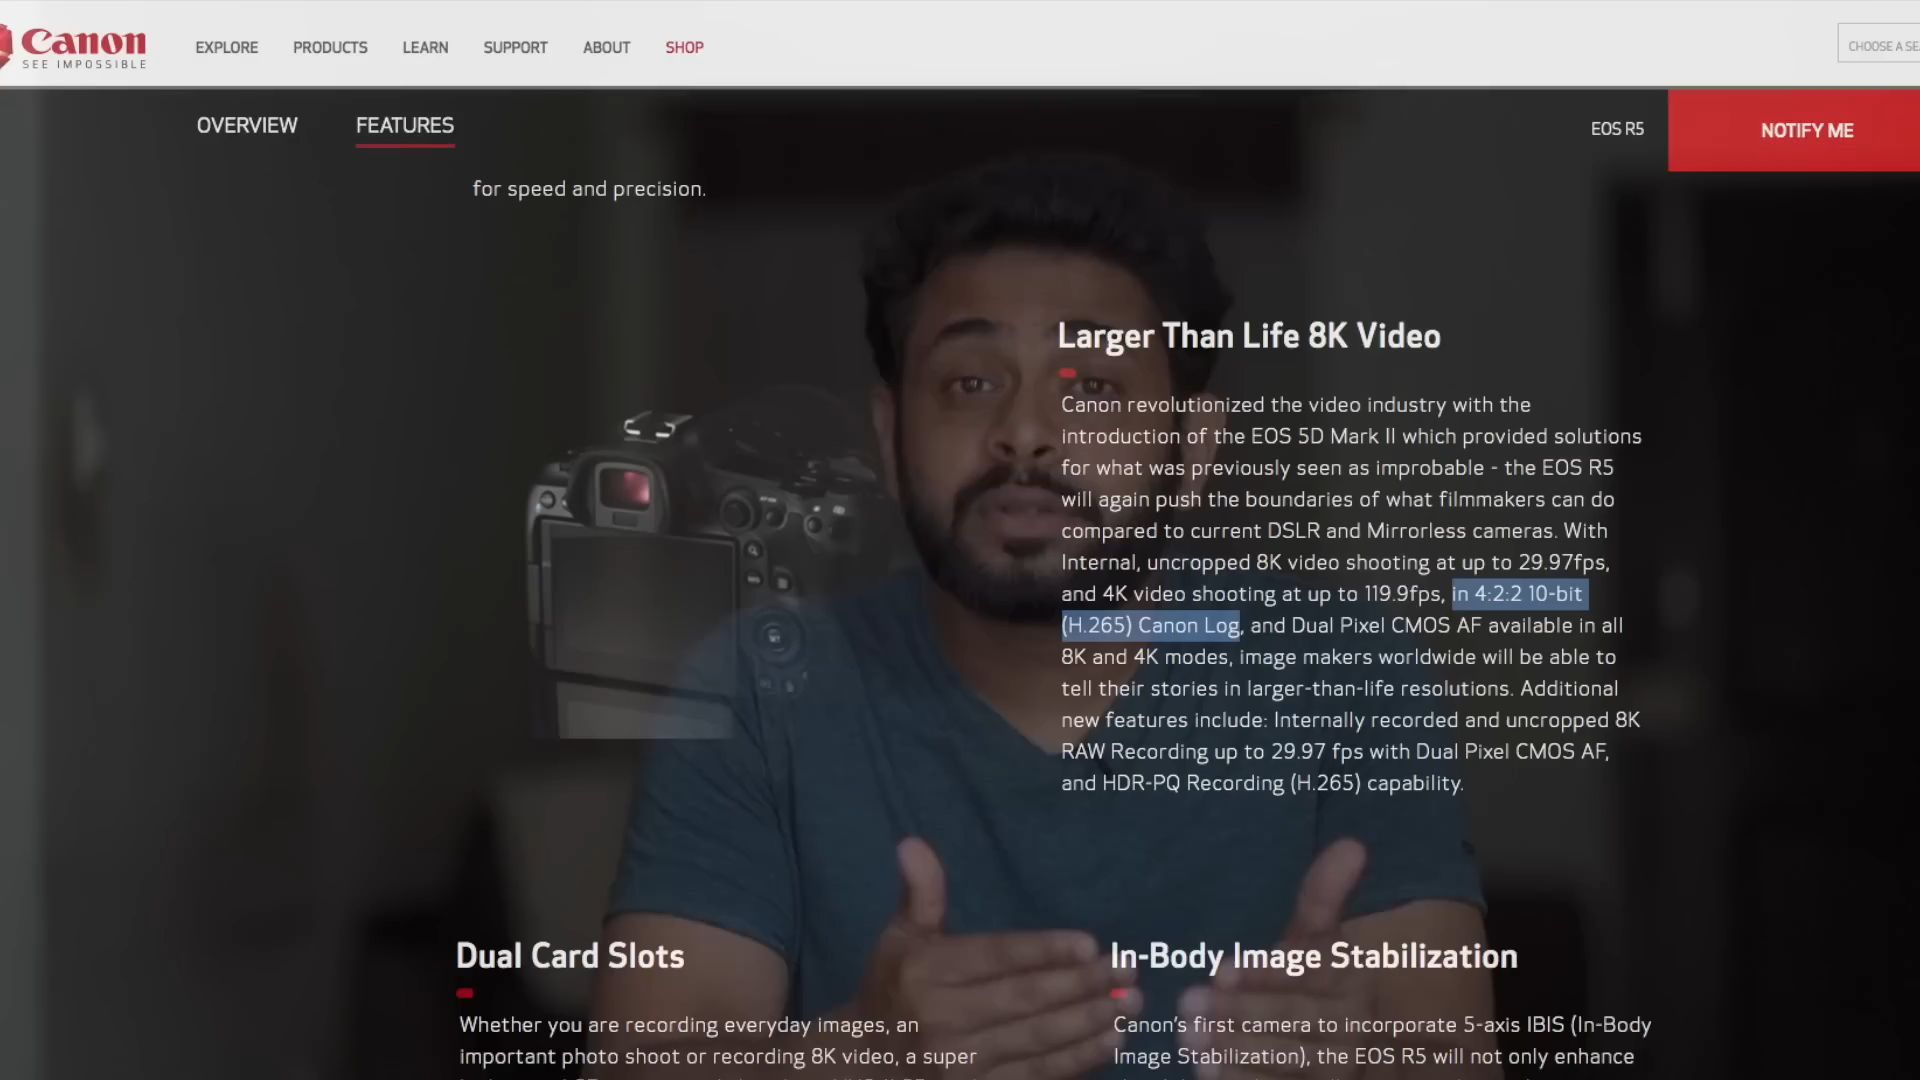 Canon
SEE IMPOSSIBLE
EXPLORE PRODUCTS LEARN SUPPORT ABOUT SHOP
CHOOSE A
OVERVIEW FEATURES
EOS R5
NOTIFY ME
for speed and precision.
Larger Than Life 8K Video
Canon revolutionized the video industry with the
introduction of the EOS 5D Mark II which provided solutions
for what was previously seen as improbable - the EOS R5
will again push the boundaries of what filmmakers can do
compared to current DSLR and Mirrorless cameras. With
Internal, uncropped 8K video shooting at up to 29.97fps,
and 4K video shooting at up to 119.9fps, in 4:2:2 10-bit
(H.265) Canon Log, and Dual Pixel CMOS AF available in all
8K and 4K modes, image makers worldwide will be able to
tell their stories in larger-than-life resolutions. Additional
new features include: Internally recorded and uncropped 8K
RAW Recording up to 29.97 fps with Dual Pixel CMOS AF,
and HDR-PQ Recording (H.265) capability.
Dual Card Slots
Whether you are recording everyday images, an
important photo shoot or recording 8K video, a super
In-Body Image Stabilization
Canon's first camera to incorporate 5-axis IBIS (In-Body
Image Stabilization), the EOS R5 will not only enhance